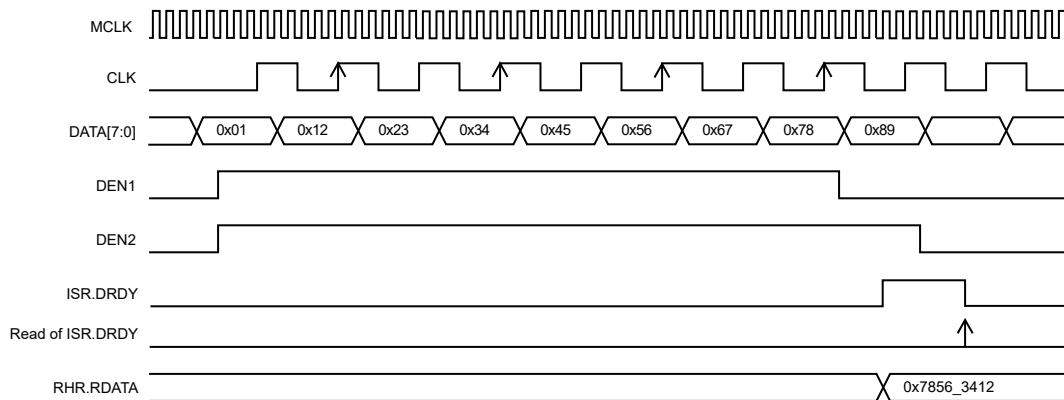 MCLK
CLK
DATA[7:0] 0x01 0x12 0x23 0x34 0x45 0x56 0x67 0x78 0x89
DEN1
DEN2
ISR.DRDY
Read of ISR.DRDY
RHR.RDATA 0x7856_3412